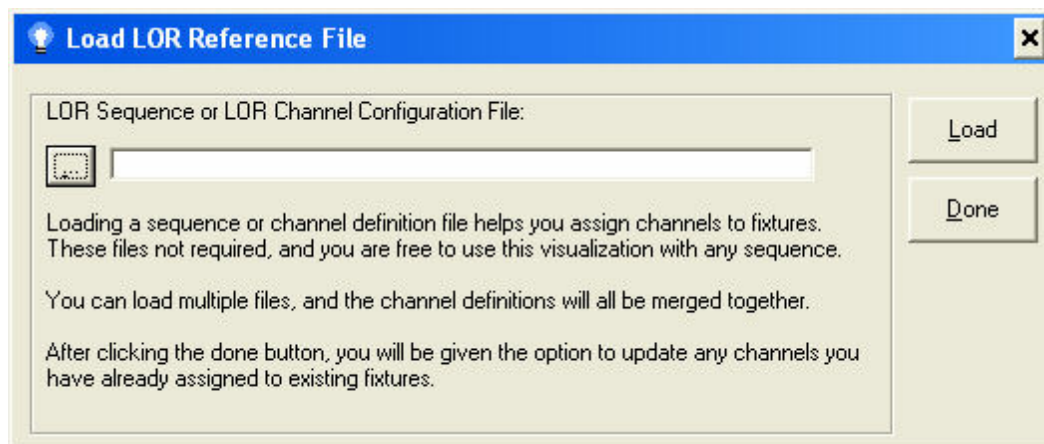 Load LOR Reference File
LOR Sequence or LOR Channel Configuration File:
Load
...
Done
Loading a sequence or channel definition file helps you assign channels to fixtures.
These files not required, and you are free to use this visualization with any sequence.
You can load multiple files, and the channel definitions will all be merged together.
After clicking the done button, you will be given the option to update any channels you
have already assigned to existing fixtures.